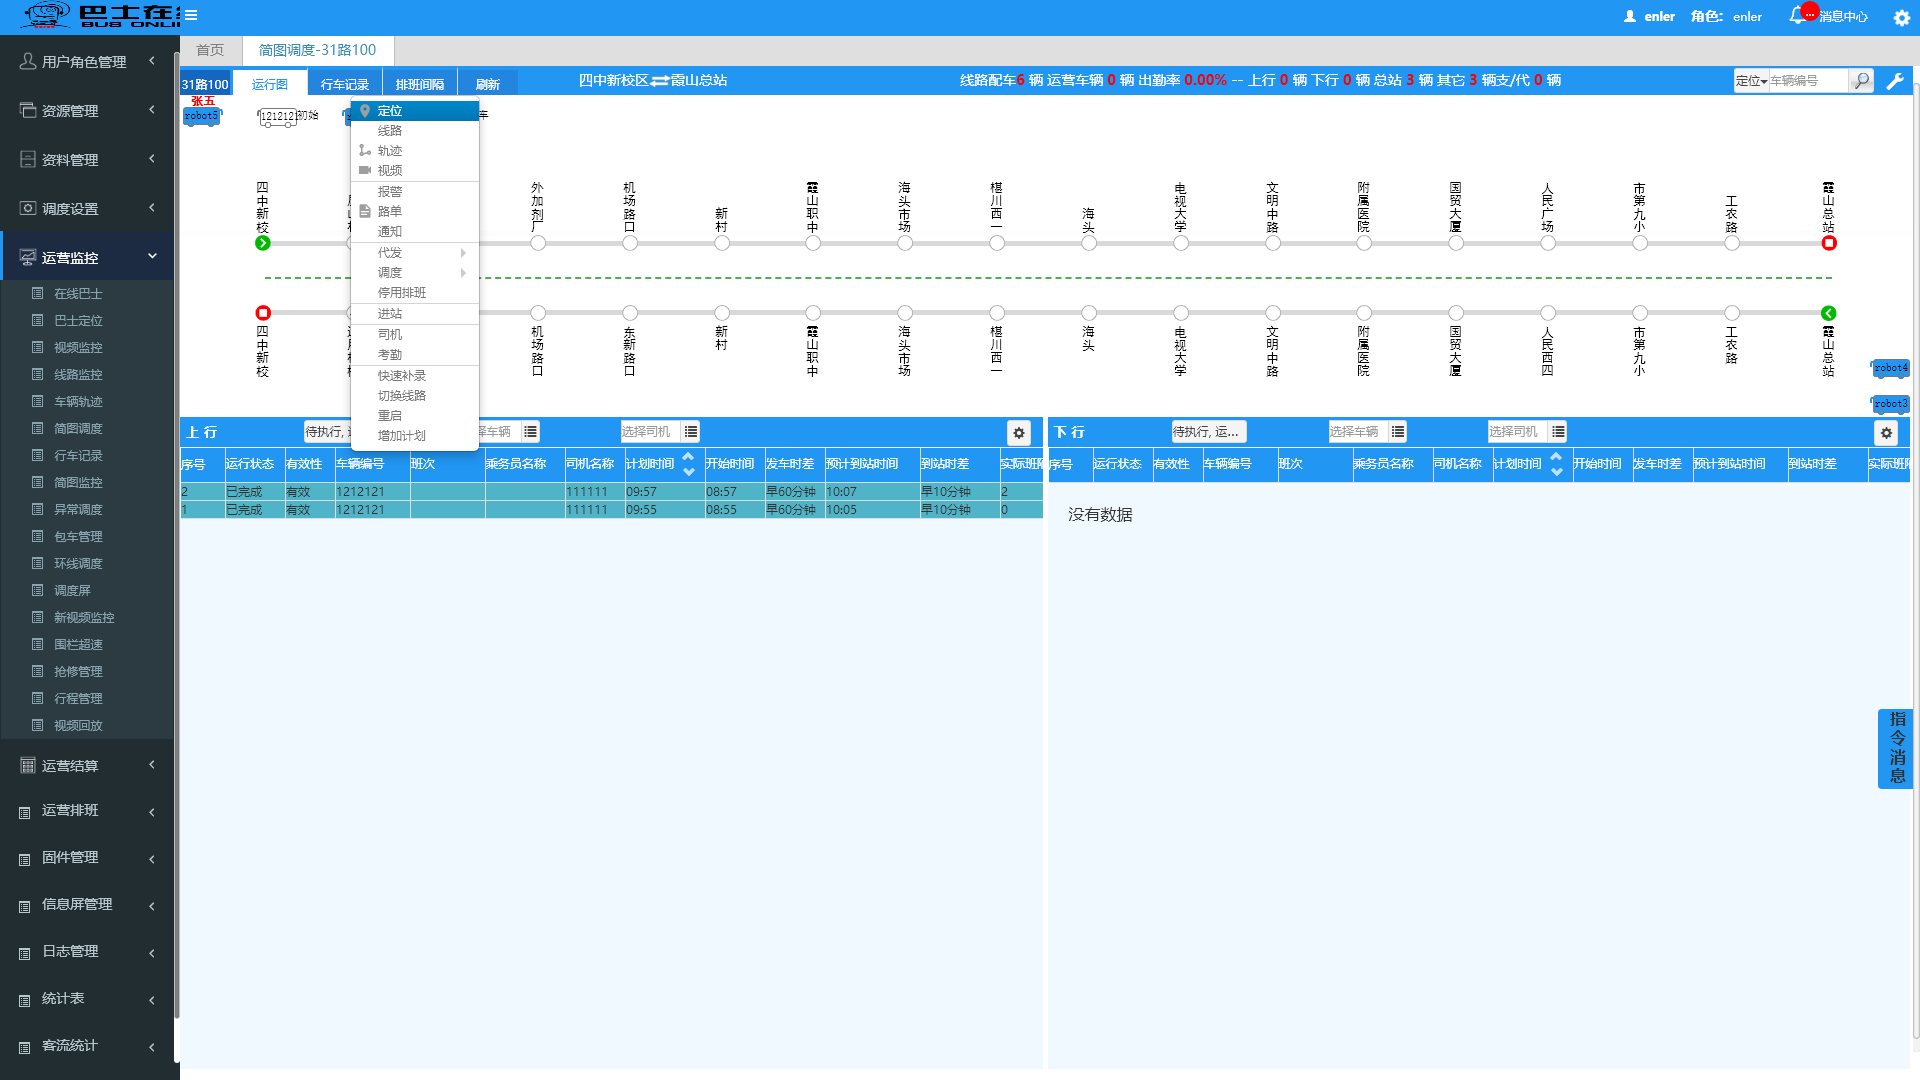 巴士在线
BUS ONLI
enler 角色: enler 消息中心
用户角色管理
资源管理
资料管理
调度设置
运营监控
在线巴士
巴士定位
视频监控
线路监控
车辆轨迹
简图调度
行车记录
简图监控
异常调度
包车管理
环线调度
调度屏
新视频监控
围栏超速
抢修管理
行程管理
视频回放
运营结算
运营排班
固件管理
信息屏管理
日志管理
统计表
客流统计
首页 简图调度-31路100
31路100 运行图 行车记录 排班间隔 刷新
四中新校区 霞山总站
线路配车6 辆 运营车辆 0 辆 出勤率 0.00% -- 上行 0 辆 下行 0 辆 总站 3 辆 其它 3 辆支/代 0 辆
定位 车辆编号
张五
robot5
1212121 初始
车
定位
线路
轨迹
视频
报警
路单
通知
代发
调度
停用排班
进站
司机
考勤
快速补录
切换线路
重启
增加计划
四中新校
外加剂厂
机场路口
新村
霞山职中
海头市场
椹川西一
海头
电视大学
文明中路
附属医院
国贸大厦
人民广场
市第九小
工农路
霞山总站
四中新校
机场路口
东新路口
新村
霞山职中
海头市场
椹川西一
海头
电视大学
文明中路
附属医院
国贸大厦
人民西四
市第九小
工农路
霞山总站
robot4
robot3
上行 待执行, 选择司机
序号 运行状态 有效性 车辆编号 班次 乘务员名称 司机名称 计划时间 开始时间 发车时差 预计到站时间 到站时差 实际班
2 已完成 有效 1212121 111111 09:57 08:57 早60分钟 10:07 早10分钟 2
1 已完成 有效 1212121 111111 09:55 08:55 早60分钟 10:05 早10分钟 0
下行 待执行, 运... 选择车辆 选择司机
序号 运行状态 有效性 车辆编号 班次 乘务员名称 司机名称 计划时间 开始时间 发车时差 预计到站时间 到站时差 实际班
没有数据
指令消息